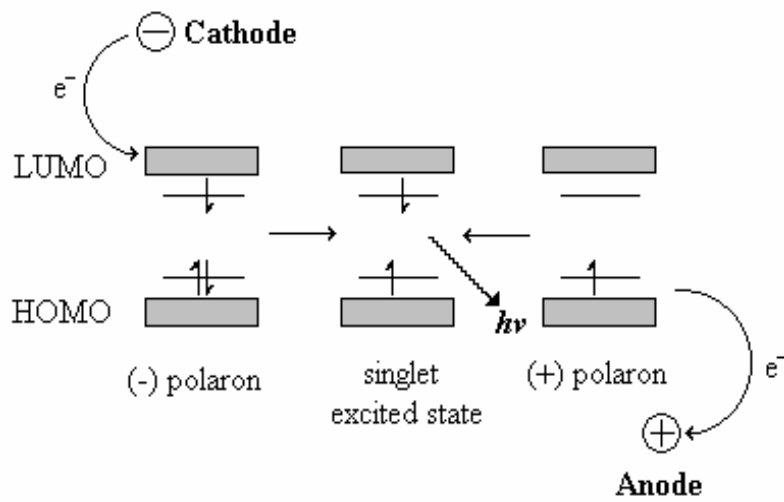 − Cathode
e−
LUMO
HOMO
hν
(-) polaron
singlet
excited state
(+) polaron
e−
+
Anode